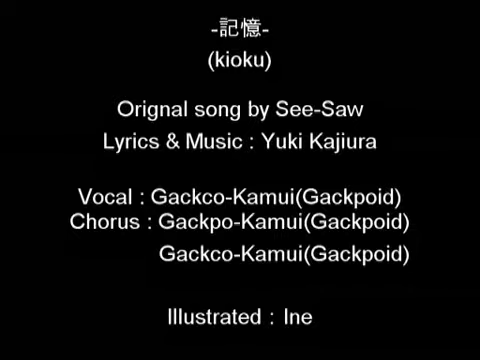 -記憶-
(kioku)
Orignal song by See-Saw
Lyrics & Music : Yuki Kajiura
Vocal : Gackco-Kamui(Gackpoid)
Chorus : Gackpo-Kamui(Gackpoid)
Gackco-Kamui(Gackpoid)
Illustrated : Ine